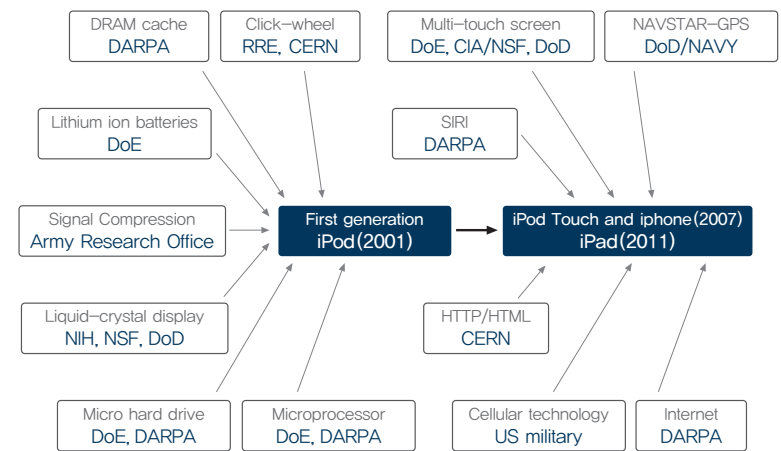 DRAM cache
DARPA
Click-wheel
RRE, CERN
Multi-touch screen
DoE, CIA/NSF, DoD
NAVSTAR-GPS
DoD/NAVY
Lithium ion batteries
DoE
SIRI
DARPA
Signal Compression
Army Research Office
First generation
iPod(2001)
iPod Touch and iphone(2007)
iPad(2011)
Liquid-crystal display
NIH, NSF, DoD
HTTP/HTML
CERN
Micro hard drive
DoE, DARPA
Microprocessor
DoE, DARPA
Cellular technology
US military
Internet
DARPA